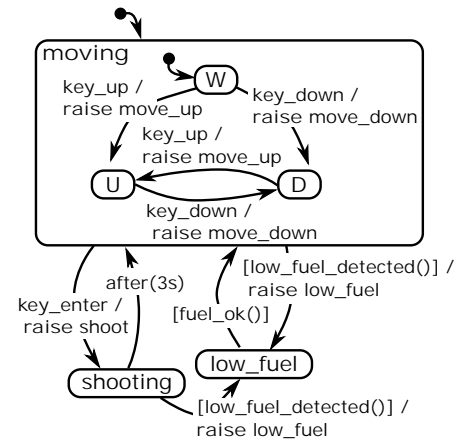 moving
W
key_up /
raise move_up
key_down /
raise move_down
key_up /
raise move_up
U
D
key_down /
raise move_down
[low_fuel_detected()] /
raise low_fuel
after(3s)
key_enter /
raise shoot
[fuel_ok()]
low_fuel
shooting
[low_fuel_detected()] /
raise low_fuel